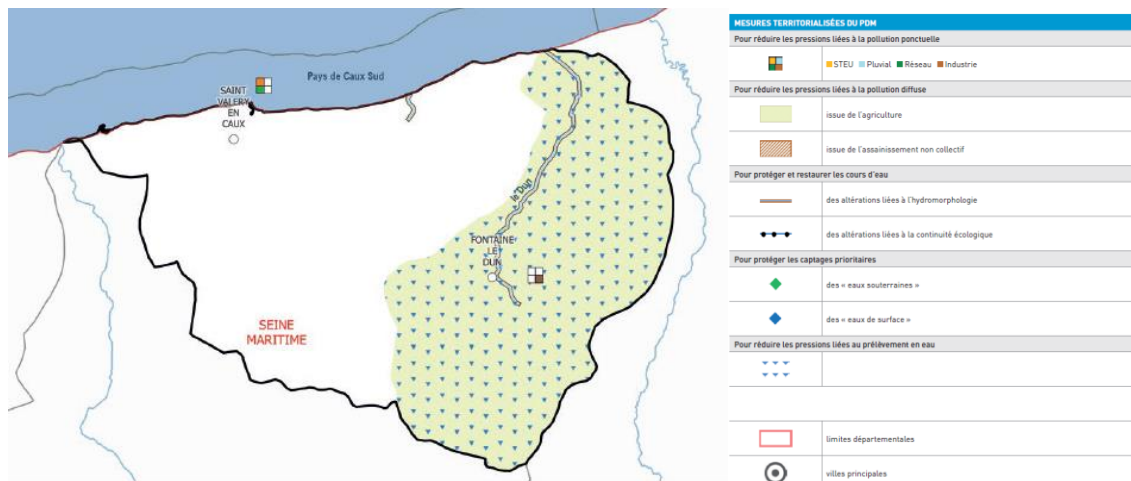 Pays de Caux Sud
SAINT
VALERY
EN
CAUX
le Dun
FONTAINE
LE
DUN
SEINE
MARITIME
MESURES TERRITORIALISÉES DU PDM
Pour réduire les pressions liées à la pollution ponctuelle
STEU Pluvial Réseau Industrie
Pour réduire les pressions liées à la pollution diffuse
issue de l'agriculture
issue de l'assainissement non collectif
Pour protéger et restaurer les cours d'eau
des altérations liées à l'hydromorphologie
des altérations liées à la continuité écologique
Pour protéger les captages prioritaires
des « eaux souterraines »
des « eaux de surface »
Pour réduire les pressions liées au prélèvement en eau
limites départementales
villes principales